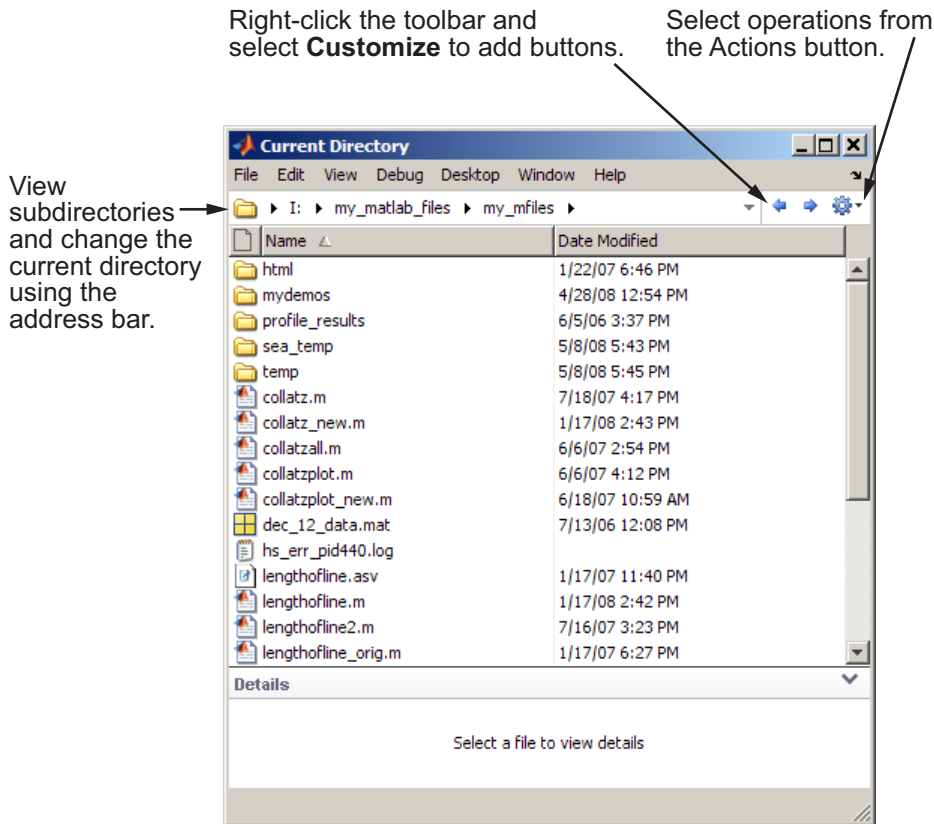 Right-click the toolbar and
select Customize to add buttons.
Select operations from
the Actions button.
View
subdirectories
and change the
current directory
using the
address bar.
Current Directory
File Edit View Debug Desktop Window Help
I: my_matlab_files my_mfiles
Name Date Modified
html 1/22/07 6:46 PM
mydemos 4/28/08 12:54 PM
profile_results 6/5/06 3:37 PM
sea_temp 5/8/08 5:43 PM
temp 5/8/08 5:45 PM
collatz.m 7/18/07 4:17 PM
collatz_new.m 1/17/08 2:43 PM
collatzall.m 6/6/07 2:54 PM
collatzplot.m 6/6/07 4:12 PM
collatzplot_new.m 6/18/07 10:59 AM
dec_12_data.mat 7/13/06 12:08 PM
hs_err_pid440.log
lengthofline.asv 1/17/07 11:40 PM
lengthofline.m 1/17/08 2:42 PM
lengthofline2.m 7/16/07 3:23 PM
lengthofline_orig.m 1/17/07 6:27 PM
Details
Select a file to view details